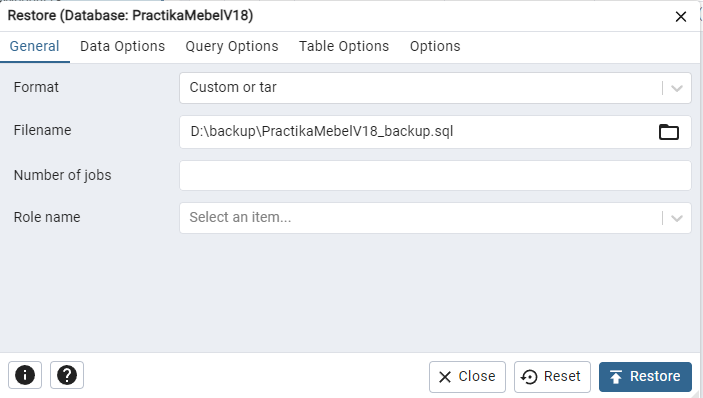 Restore (Database: PractikaMebelV18)
General Data Options Query Options Table Options Options
Format Custom or tar
Filename D:\backup\PractikaMebelV18_backup.sql
Number of jobs
Role name Select an item...
Close Reset Restore